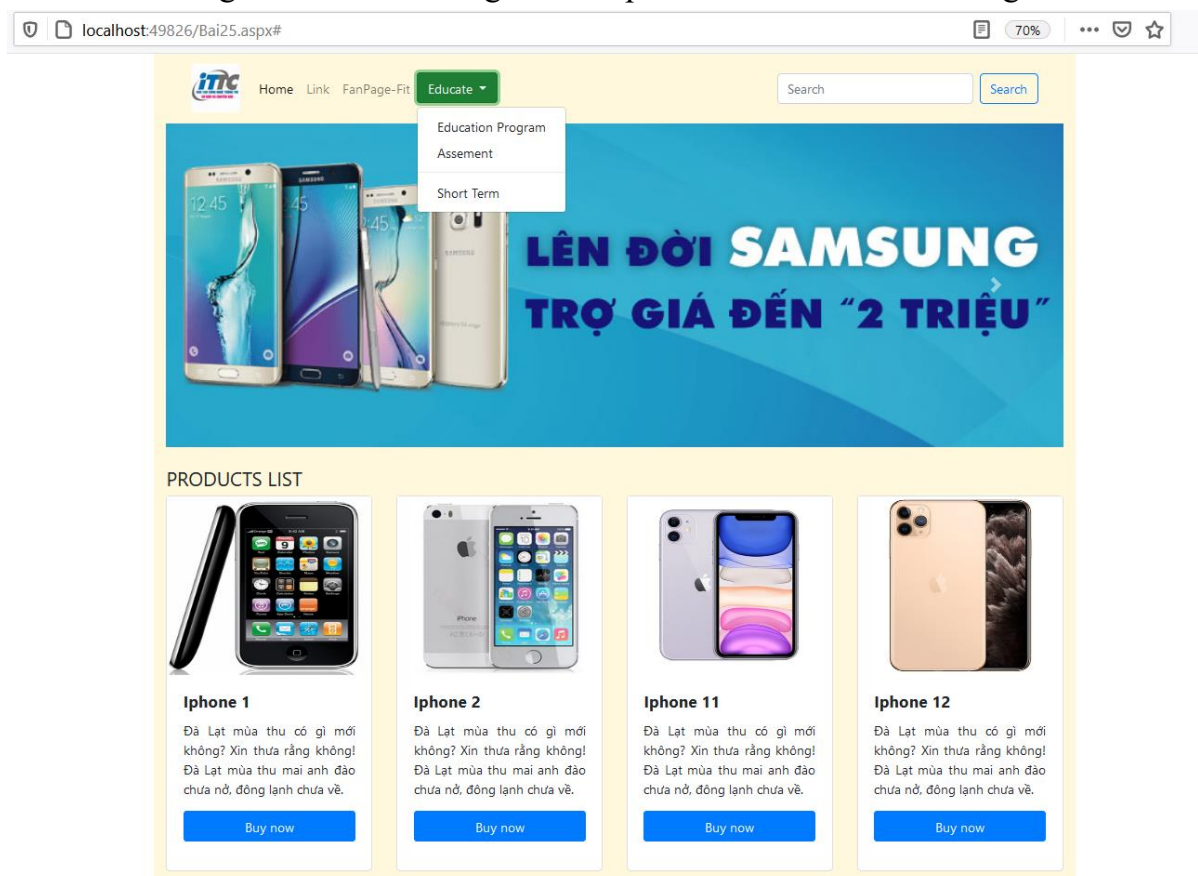 localhost:49826/Bai25.aspx#
70%
iTTC
Home Link FanPage-Fit Educate
Search
Search
Education Program
Assement
Short Term
LÊN ĐỜI SAMSUNG
TRỢ GIÁ ĐẾN “2 TRIỆU”
PRODUCTS LIST
Iphone 1
Đà Lạt mùa thu có gì mới
không? Xin thưa rằng không!
Đà Lạt mùa thu mai anh đào
chưa nở, đông lạnh chưa về.
Buy now
Iphone 2
Đà Lạt mùa thu có gì mới
không? Xin thưa rằng không!
Đà Lạt mùa thu mai anh đào
chưa nở, đông lạnh chưa về.
Buy now
Iphone 11
Đà Lạt mùa thu có gì mới
không? Xin thưa rằng không!
Đà Lạt mùa thu mai anh đào
chưa nở, đông lạnh chưa về.
Buy now
Iphone 12
Đà Lạt mùa thu có gì mới
không? Xin thưa rằng không!
Đà Lạt mùa thu mai anh đào
chưa nở, đông lạnh chưa về.
Buy now